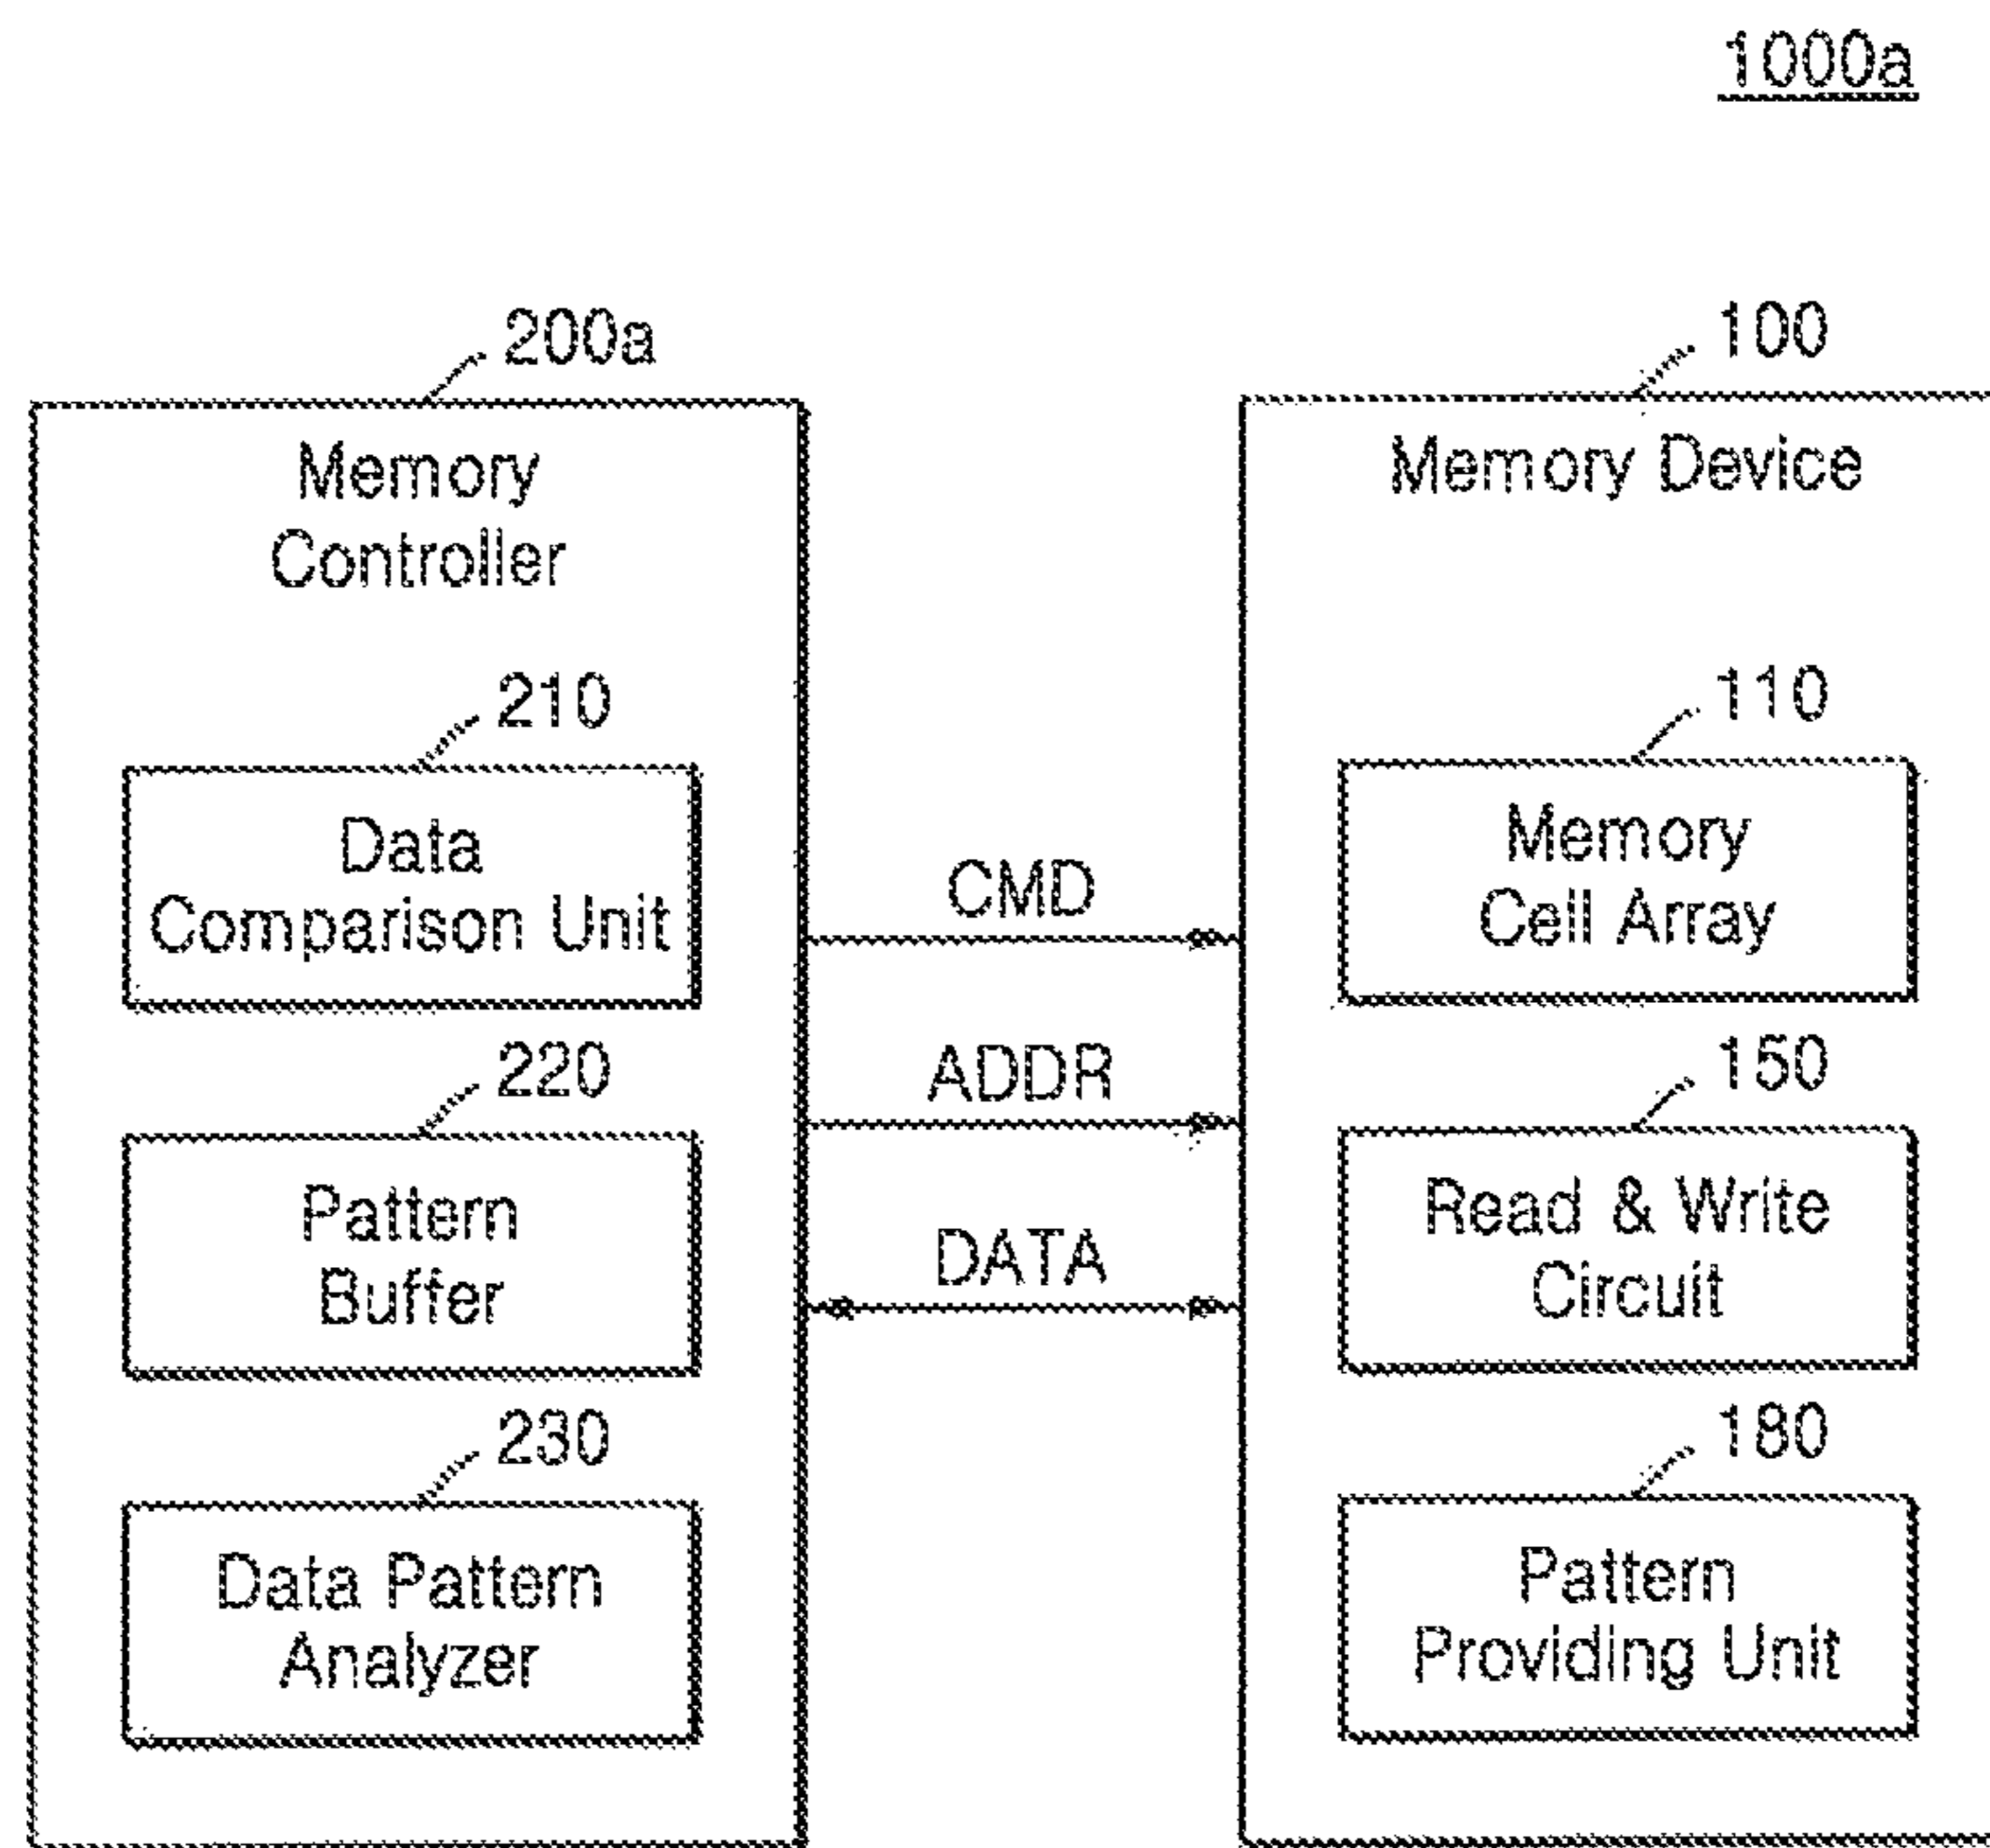 1000a
200a
Memory
Controller
210
Data
Comparison Unit
220
Pattern
Buffer
230
Data Pattern
Analyzer
CMD
ADDR
DATA
100
Memory Device
110
Memory
Cell Array
150
Read & Write
Circuit
180
Pattern
Providing Unit